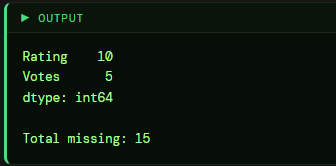 ▶ OUTPUT
Rating    10
Votes      5
dtype: int64

Total missing: 15